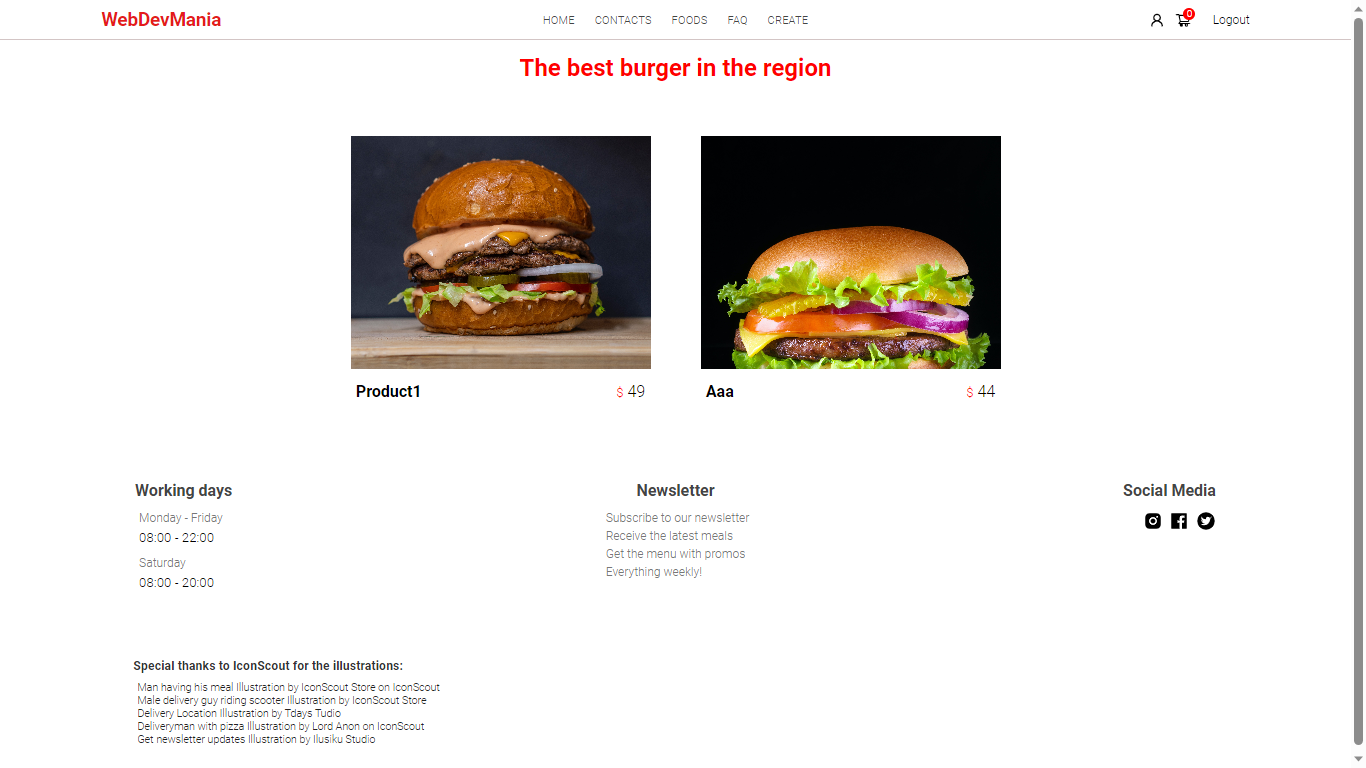 WebDevMania
HOME CONTACTS FOODS FAQ CREATE
0
Logout
The best burger in the region
Product1 $ 49
Aaa $ 44
Working days
Monday - Friday
08:00 - 22:00
Saturday
08:00 - 20:00
Newsletter
Subscribe to our newsletter
Receive the latest meals
Get the menu with promos
Everything weekly!
Social Media
Special thanks to IconScout for the illustrations:
Man having his meal Illustration by IconScout Store on IconScout
Male delivery guy riding scooter Illustration by IconScout Store
Delivery Location Illustration by Tdays Tudio
Deliveryman with pizza Illustration by Lord Anon on IconScout
Get newsletter updates Illustration by Ilusiku Studio